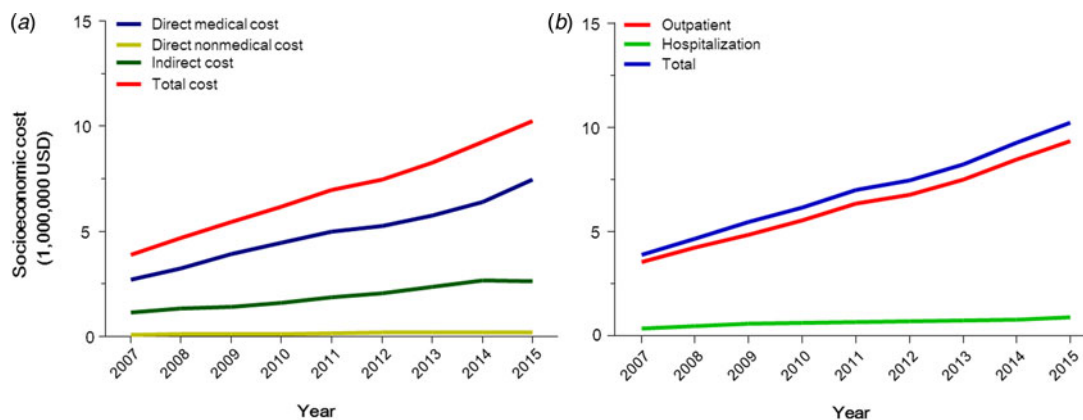 (a)
Socioeconomic cost
(1,000,000 USD)
15
10
5
0
Direct medical cost
Direct nonmedical cost
Indirect cost
Total cost
2007
2008
2009
2010
2011
2012
2013
2014
2015
Year
(b)
15
10
5
0
Outpatient
Hospitalization
Total
2007
2008
2009
2010
2011
2012
2013
2014
2015
Year